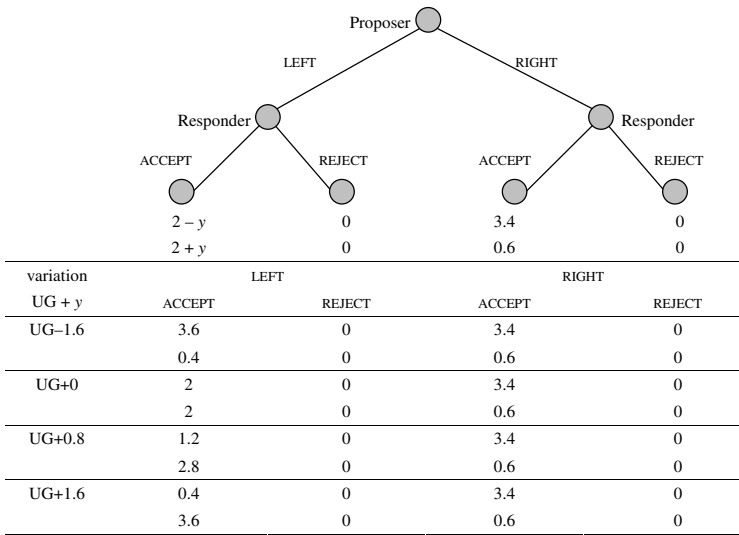 Proposer
LEFT RIGHT
Responder Responder
ACCEPT REJECT ACCEPT REJECT
2 – y 0 3.4 0
2 + y 0 0.6 0
variation LEFT RIGHT
UG + y ACCEPT REJECT ACCEPT REJECT
UG–1.6 3.6 0 3.4 0
0.4 0 0.6 0
UG+0 2 0 3.4 0
2 0 0.6 0
UG+0.8 1.2 0 3.4 0
2.8 0 0.6 0
UG+1.6 0.4 0 3.4 0
3.6 0 0.6 0